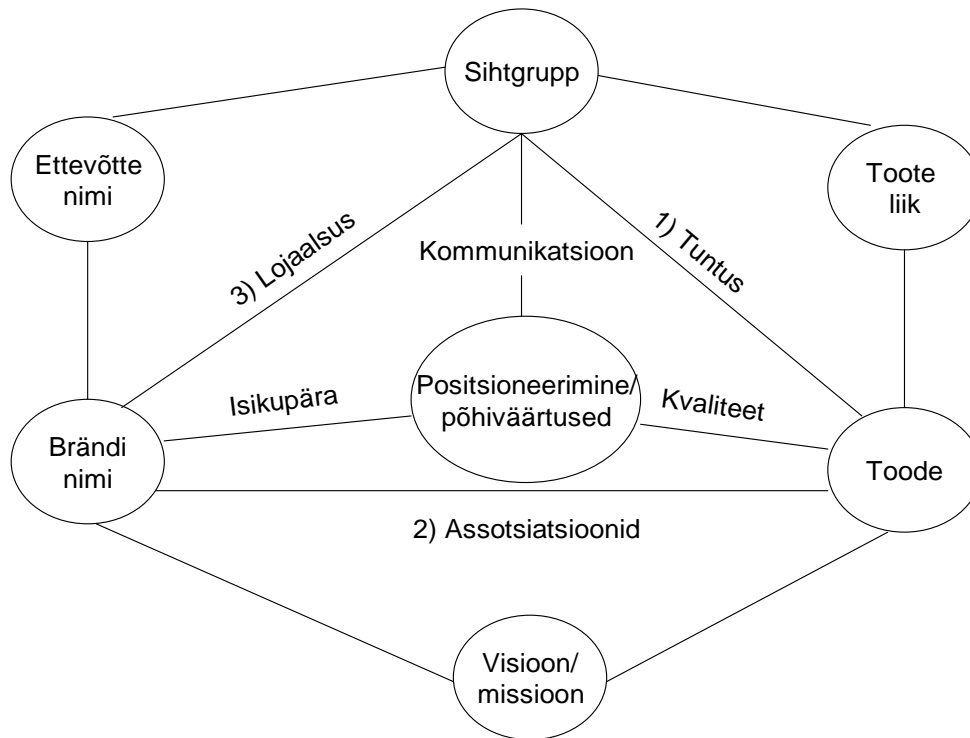 Sihtgrupp
Ettevõtte
nimi
Toote
liik
3) Lojaalsus
Kommunikatsioon
1) Tuntus
Isikupära
Positsioneerimine/
põhiväärtused
Kvaliteet
Brändi
nimi
Toode
2) Assotsiatsioonid
Visioon/
missioon